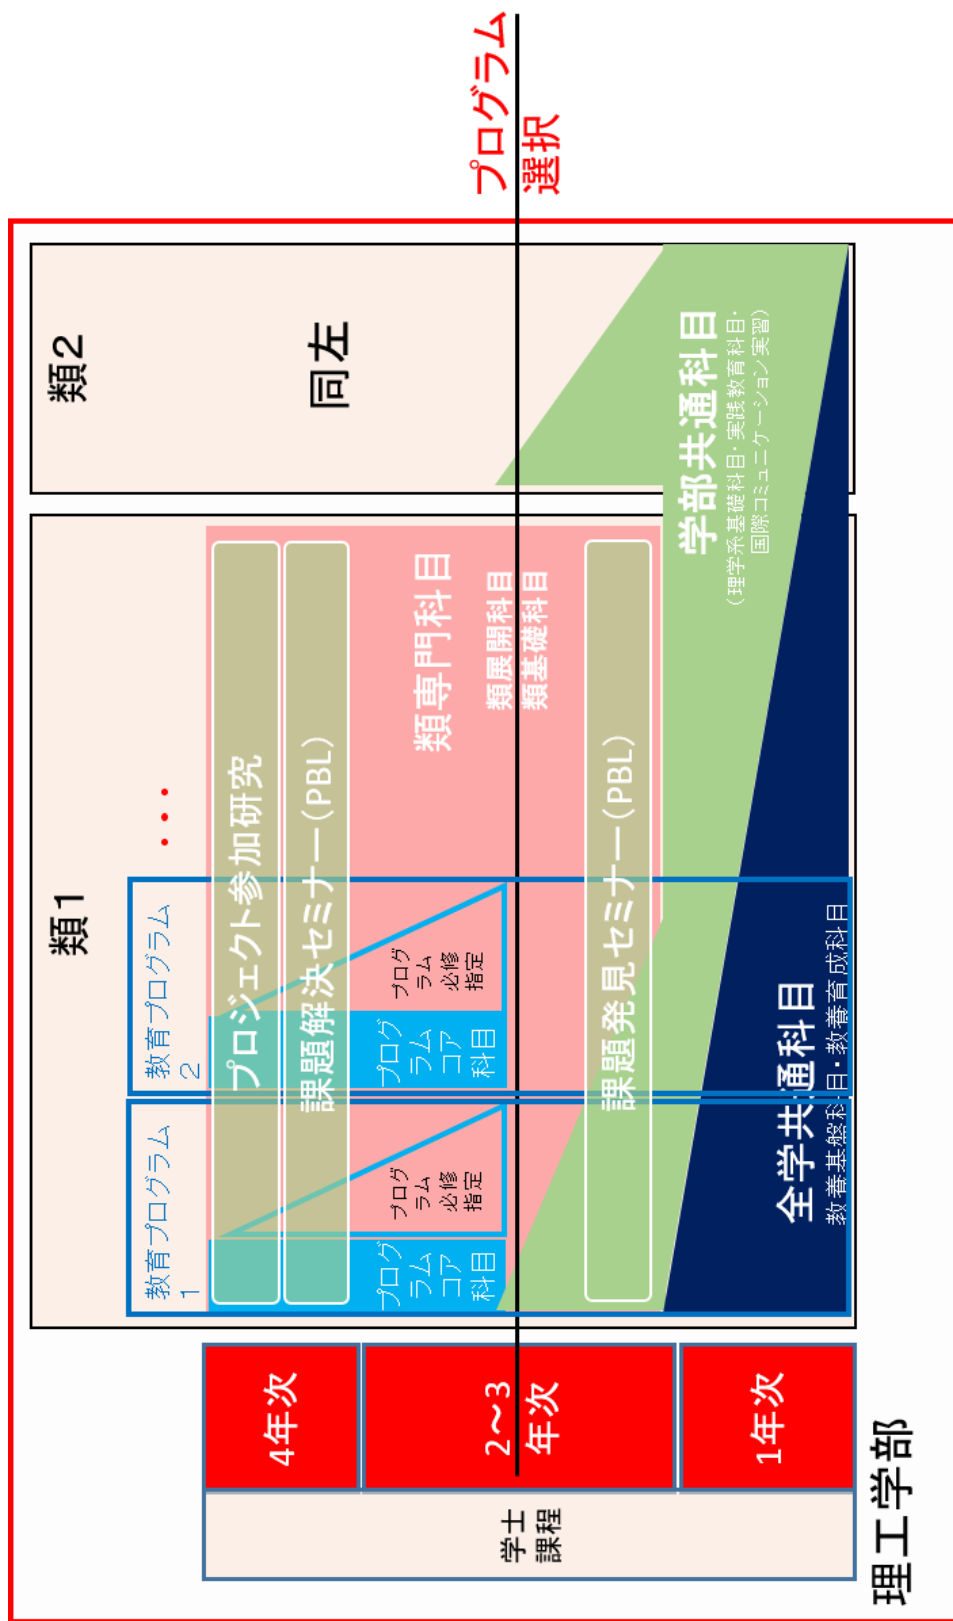 類1
類2
教育プログラム
1
教育プログラム
2
・・・
同左
プロジェクト参加研究
課題解決セミナー(PBL)
類専門科目
プログ
ラム
コア
科目
プログ
ラム
必修
指定
プログ
ラム
コア
科目
プログ
ラム
必修
指定
類展開科目
類基礎科目
プログラム
選択
課題発見セミナー(PBL)
学部共通科目
(理学系基礎科目・実践教育科目・
国際コミュニケーション実習)
全学共通科目
教養基盤科目・教養育成科目
学士
課程
4年次
2~3
年次
1年次
理工学部